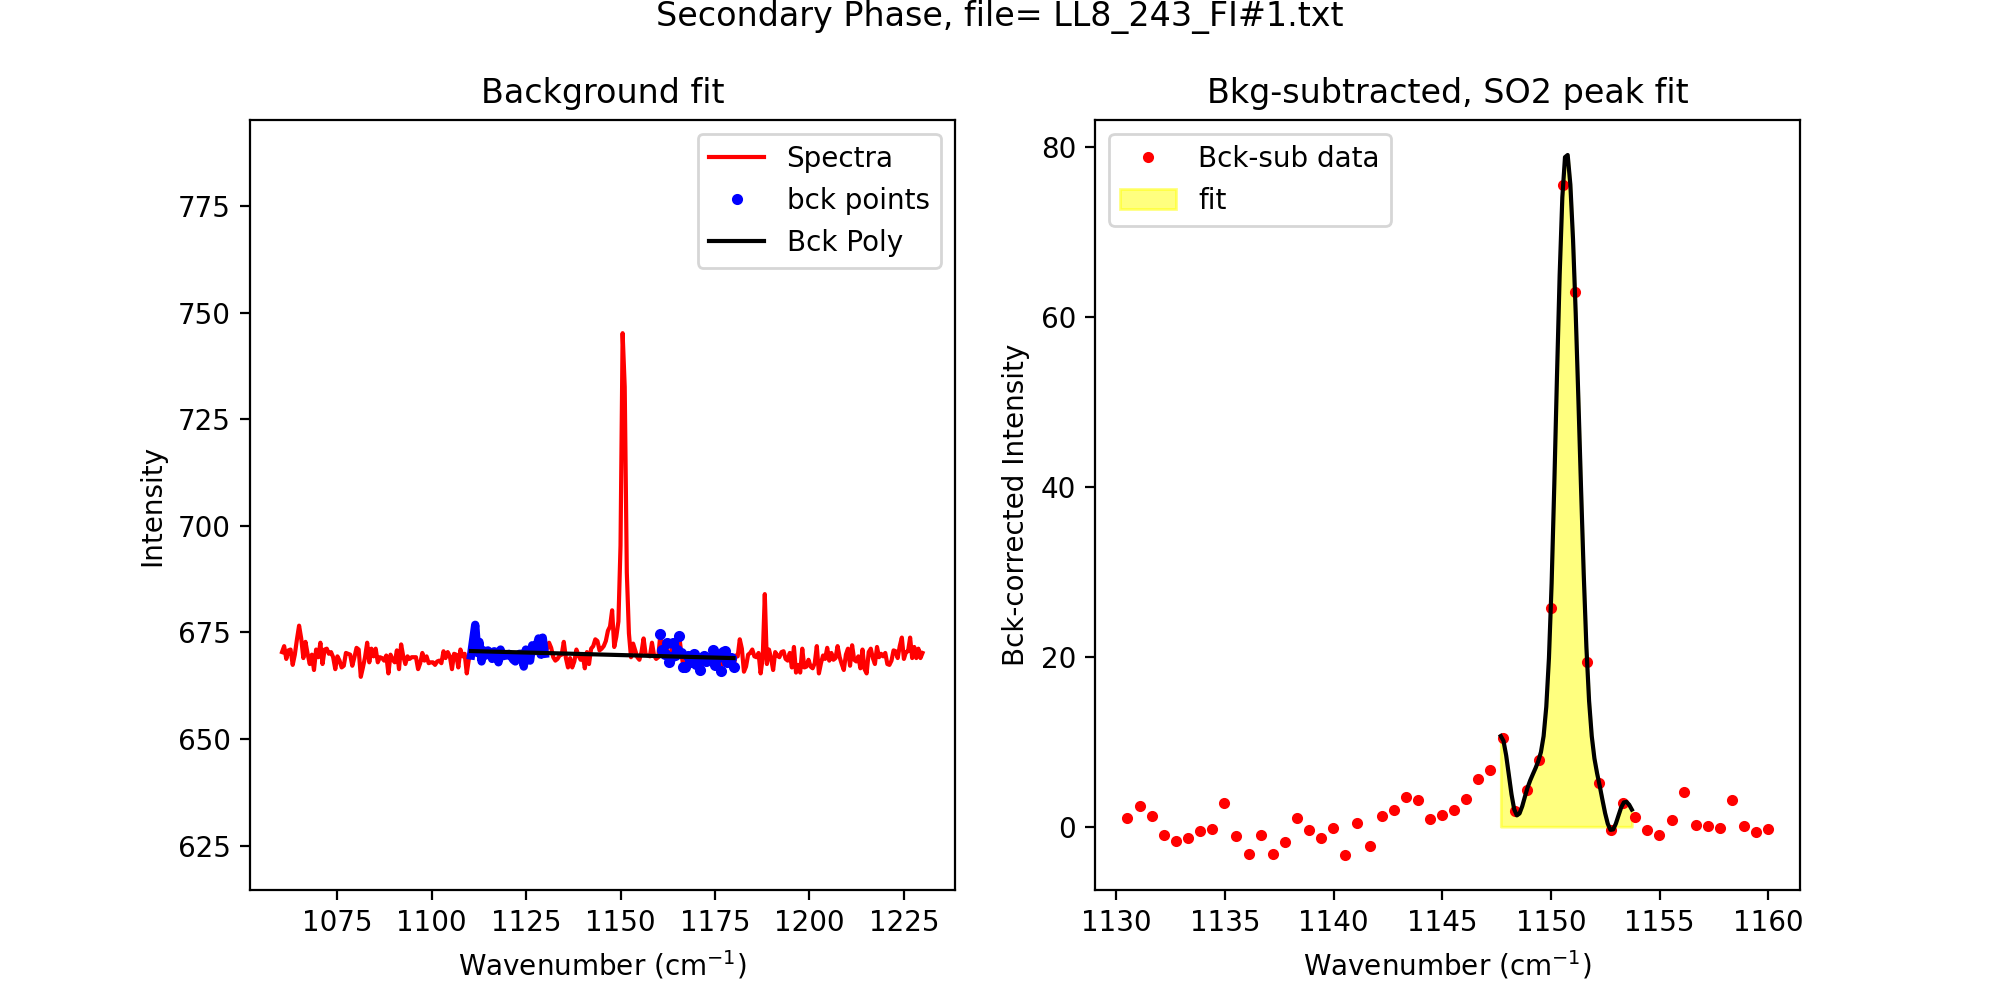 Secondary Phase, file= LL8_243_FI#1.txt
Background fit
Spectra
bck points
Bck Poly
775
750
725
700
675
650
625
Intensity
1075 1100 1125 1150 1175 1200 1225
Wavenumber (cm⁻¹)
Bkg-subtracted, SO2 peak fit
Bck-sub data
fit
80
60
40
20
0
Bck-corrected Intensity
1130 1135 1140 1145 1150 1155 1160
Wavenumber (cm⁻¹)